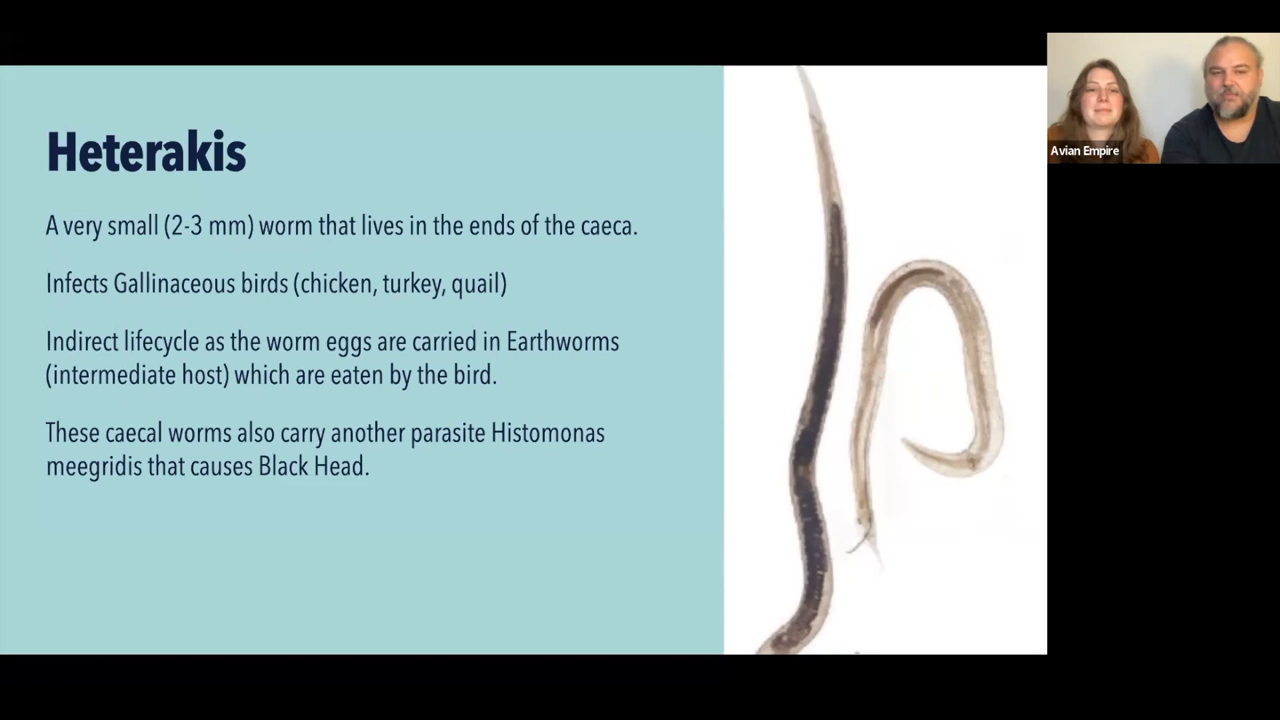 Heterakis
A very small (2-3 mm) worm that lives in the ends of the caeca.
Infects Gallinaceous birds (chicken, turkey, quail)
Indirect lifecycle as the worm eggs are carried in Earthworms
(intermediate host) which are eaten by the bird.
These caecal worms also carry another parasite Histomonas
meegridis that causes Black Head.
Avian Empire